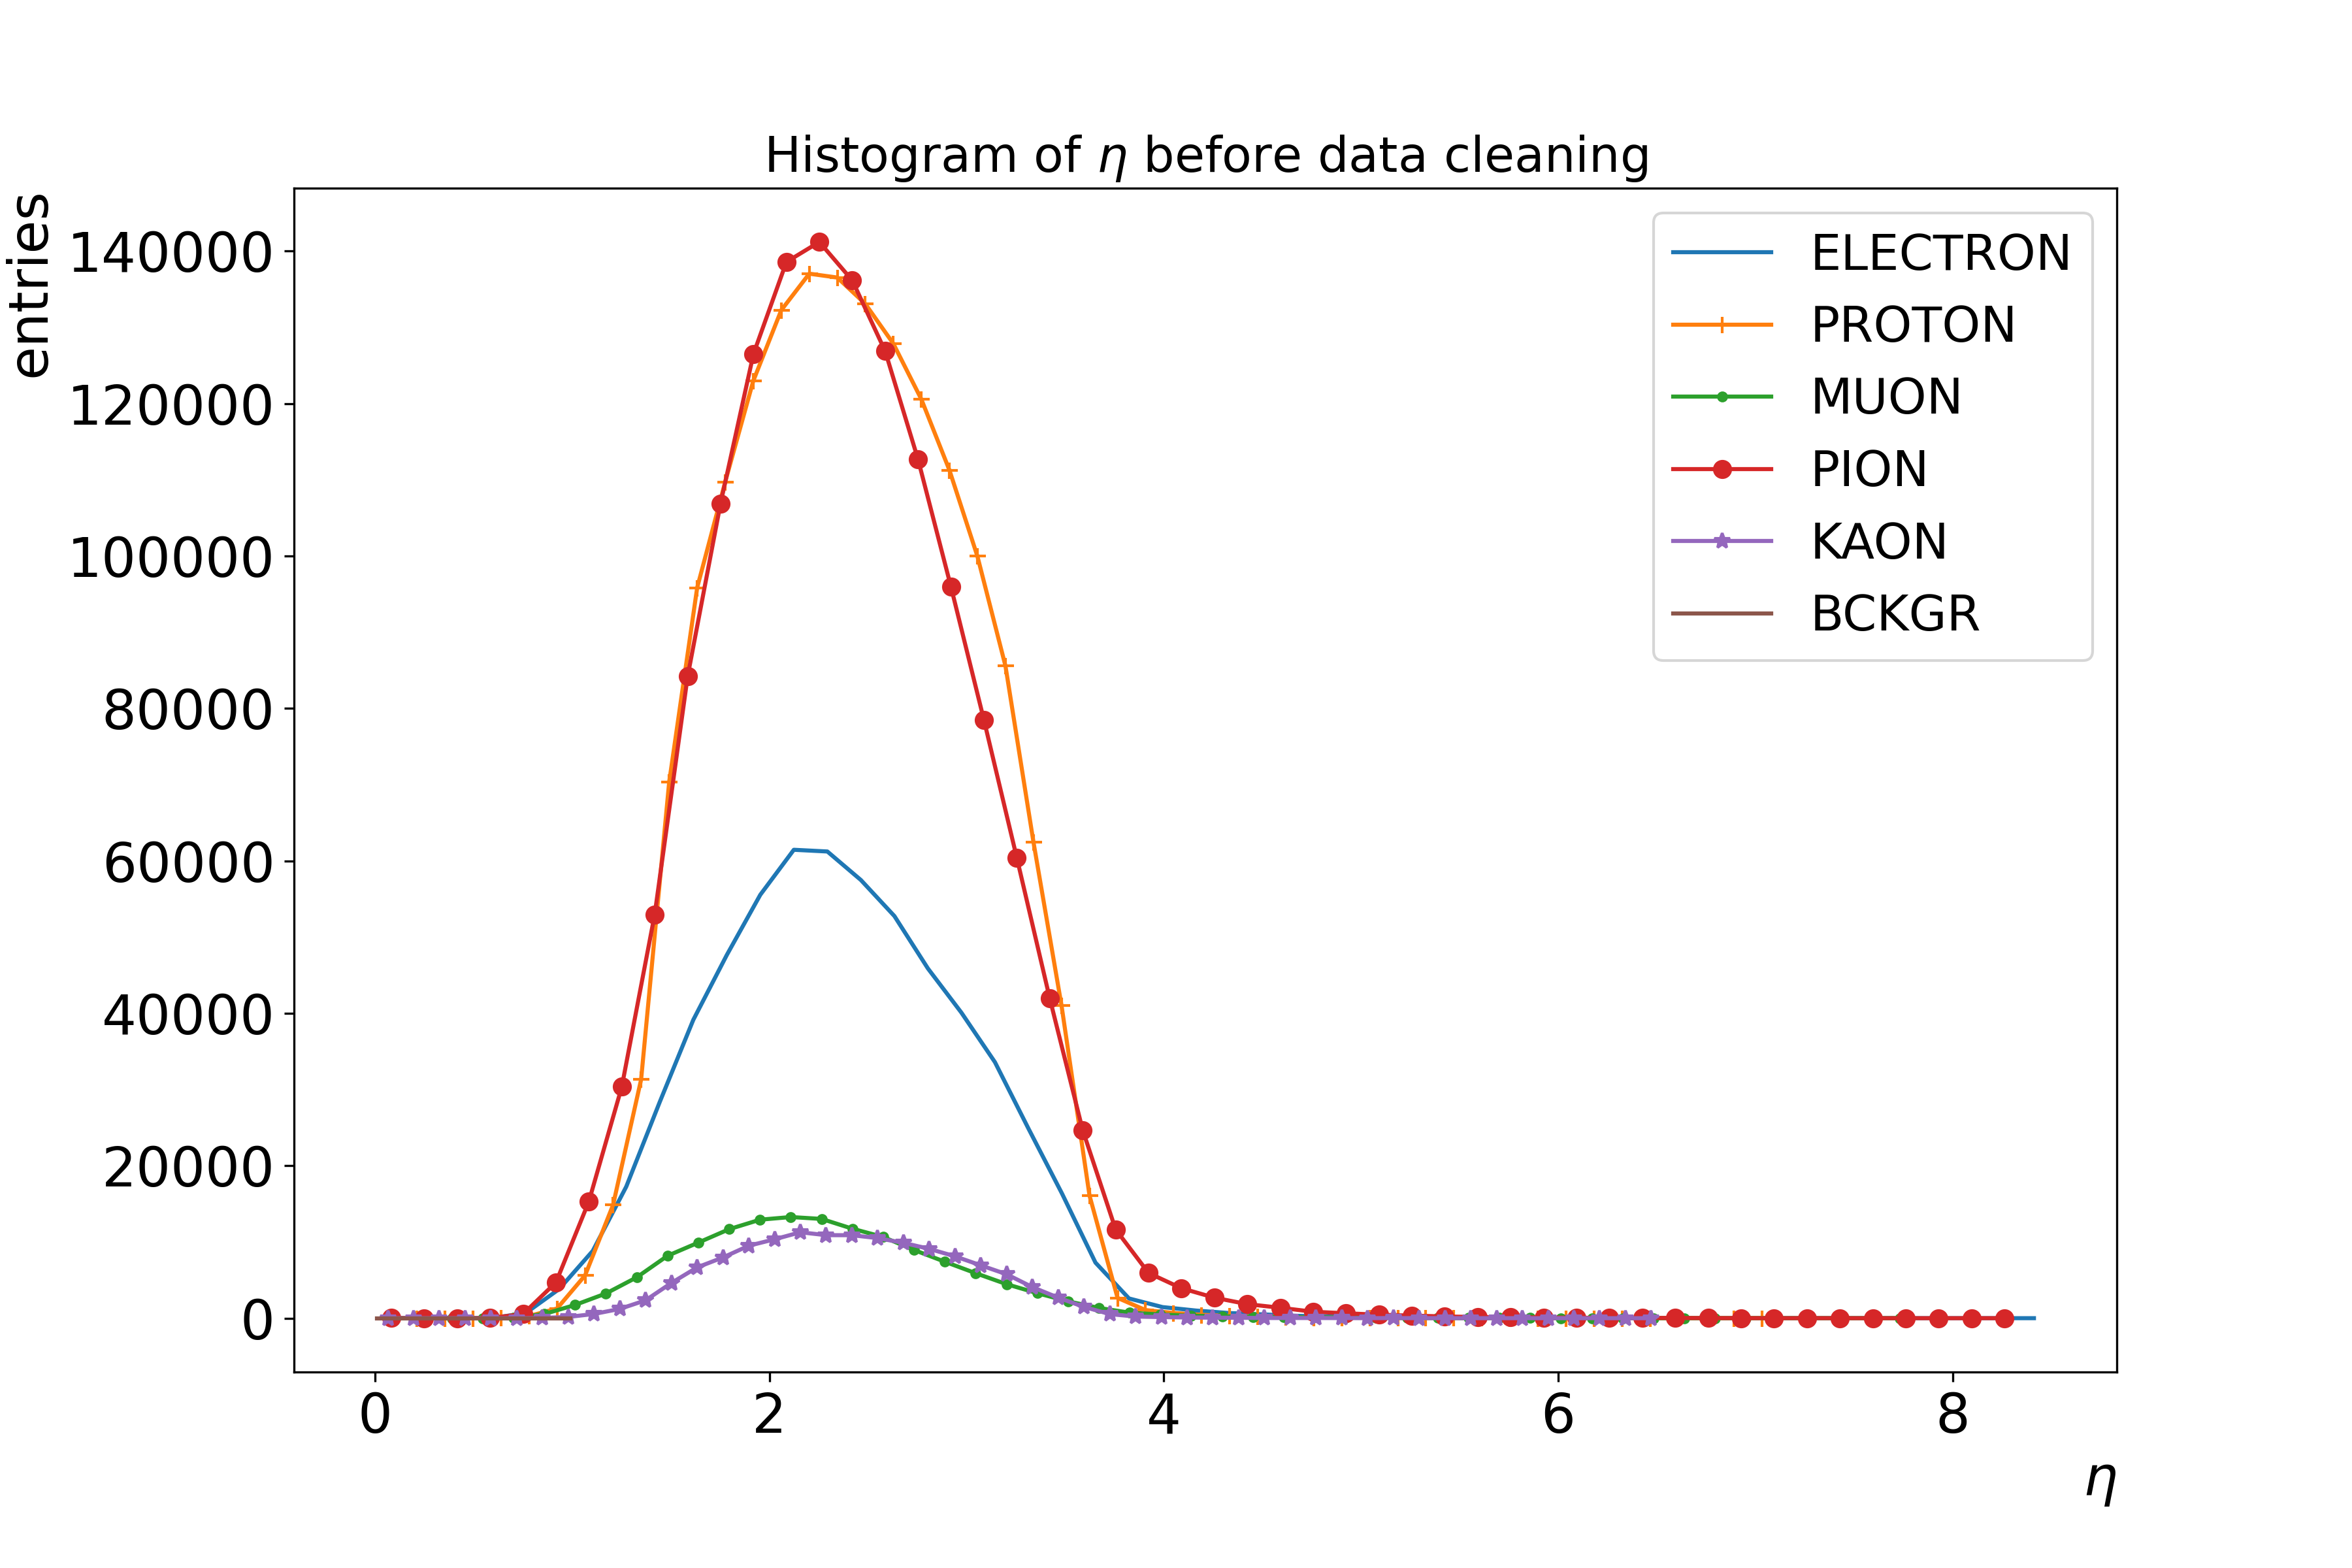 Histogram of η before data cleaning
entries
140000
120000
100000
80000
60000
40000
20000
0
ELECTRON
PROTON
MUON
PION
KAON
BCKGR
0 2 4 6 8
η